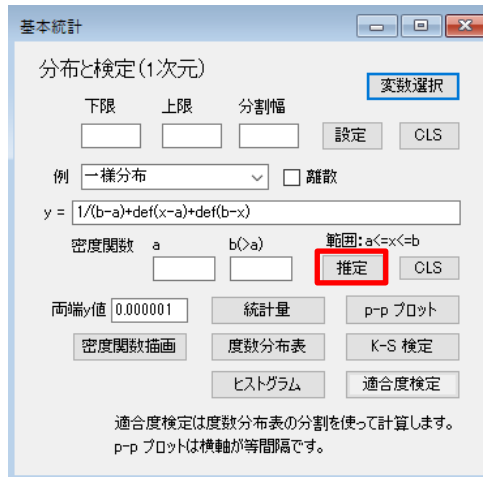 基本統計
分布と検定(1次元)
変数選択
下限 上限 分割幅
設定 CLS
例 一様分布 離散
y = 1/(b-a)+def(x-a)+def(b-x)
密度関数 a b(>a) 範囲:a<=x<=b
推定 CLS
両端y値 0.000001 統計量 p-p プロット
密度関数描画 度数分布表 K-S 検定
ヒストグラム 適合度検定
適合度検定は度数分布表の分割を使って計算します。
p-p プロットは横軸が等間隔です。